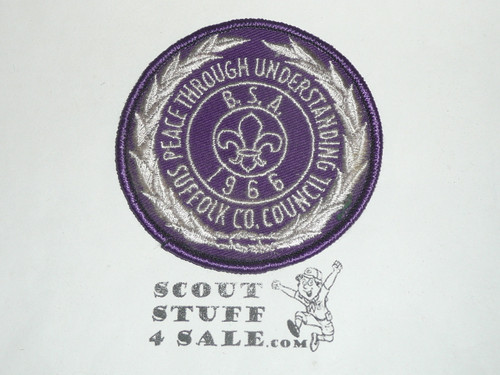 PEACE THROUGH UNDERSTANDING
B.S.A.
1966
SUFFOLK CO. COUNCIL
SCOUT
STUFF
4 SALE.COM